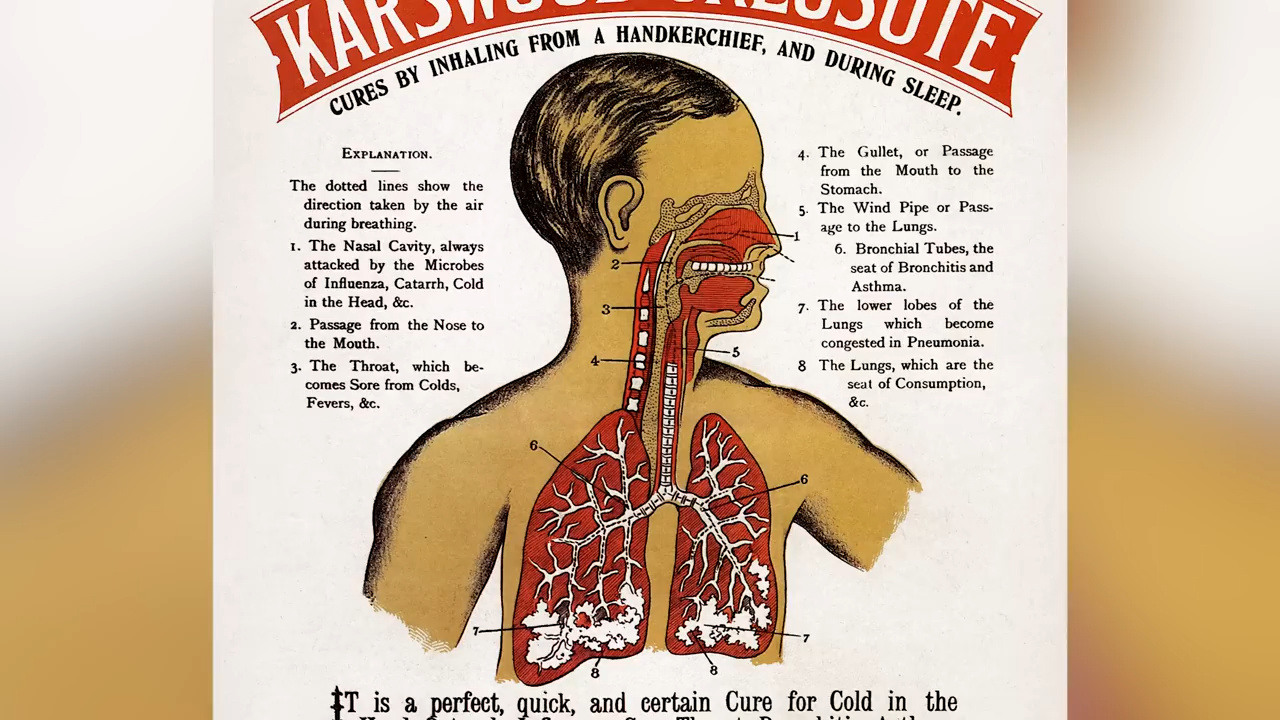 KARSWOOD CREOSOTE
CURES BY INHALING FROM A HANDKERCHIEF, AND DURING SLEEP.
EXPLANATION.
The dotted lines show the
direction taken by the air
during breathing.
1. The Nasal Cavity, always
attacked by the Microbes
of Influenza, Catarrh, Cold
in the Head, &c.
2. Passage from the Nose to
the Mouth.
3. The Throat, which be-
comes Sore from Colds,
Fevers, &c.
4. The Gullet, or Passage
from the Mouth to the
Stomach.
5. The Wind Pipe or Pass-
age to the Lungs.
6. Bronchial Tubes, the
seat of Bronchitis and
Asthma.
7. The lower lobes of the
Lungs which become
congested in Pneumonia.
8 The Lungs, which are the
seat of Consumption,
&c.
1
2
3
4
5
6
6
7
7
8
8
IT is a perfect, quick, and certain Cure for Cold in the